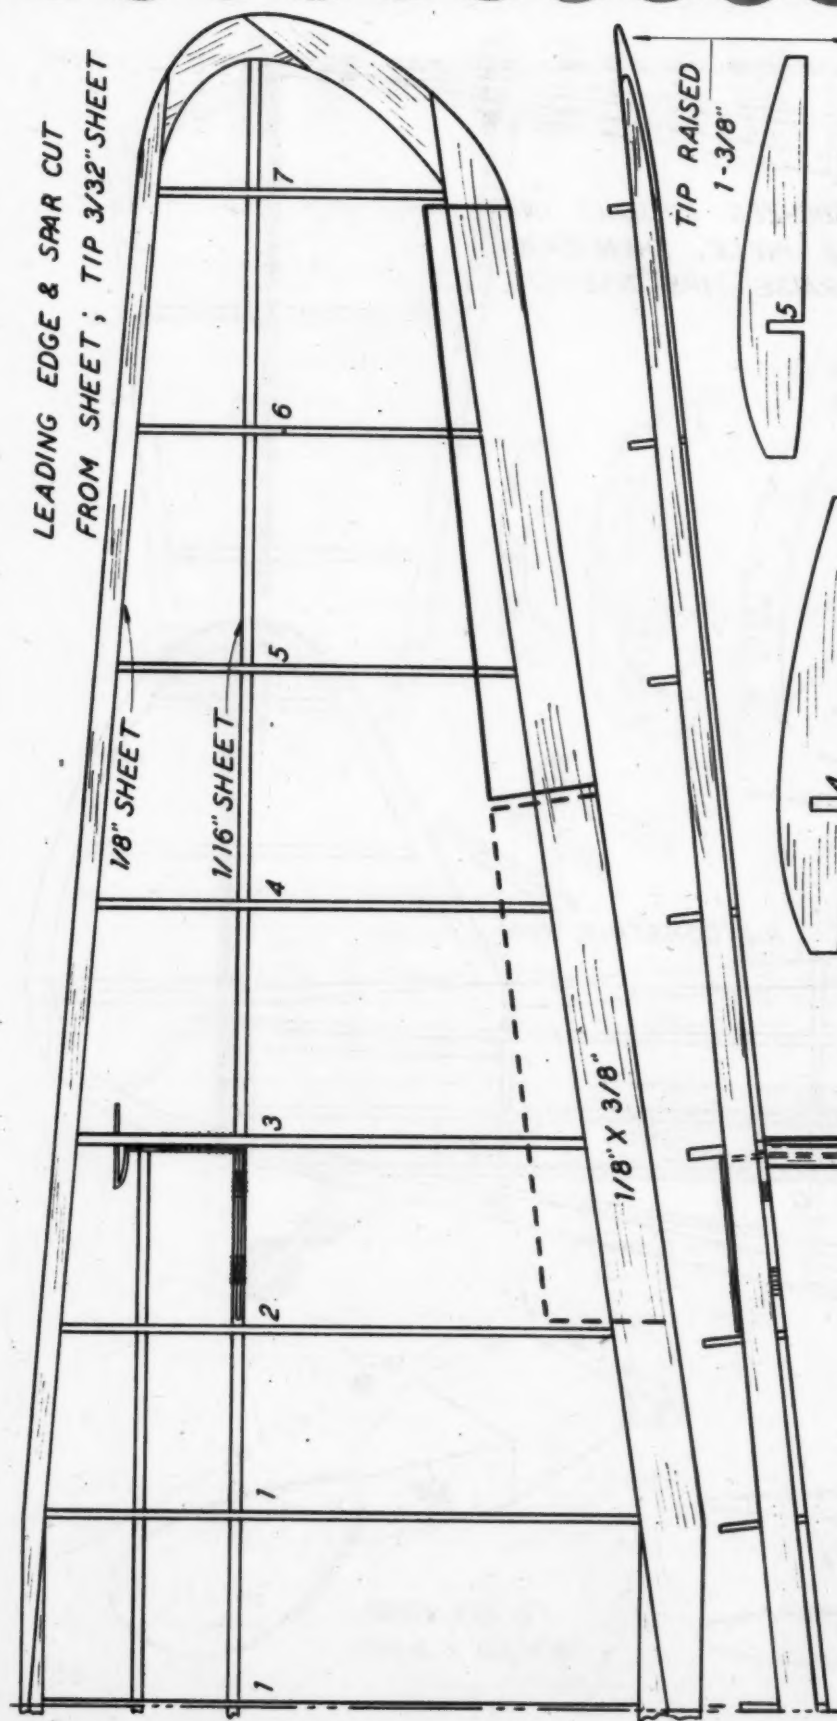 LEADING EDGE & SPAR CUT
FROM SHEET; TIP 3/32" SHEET
1/8" SHEET
1/16" SHEET
7
6
5
4
3
2
1
1
1/8" X 3/8"
TIP RAISED
1-3/8"
5
4